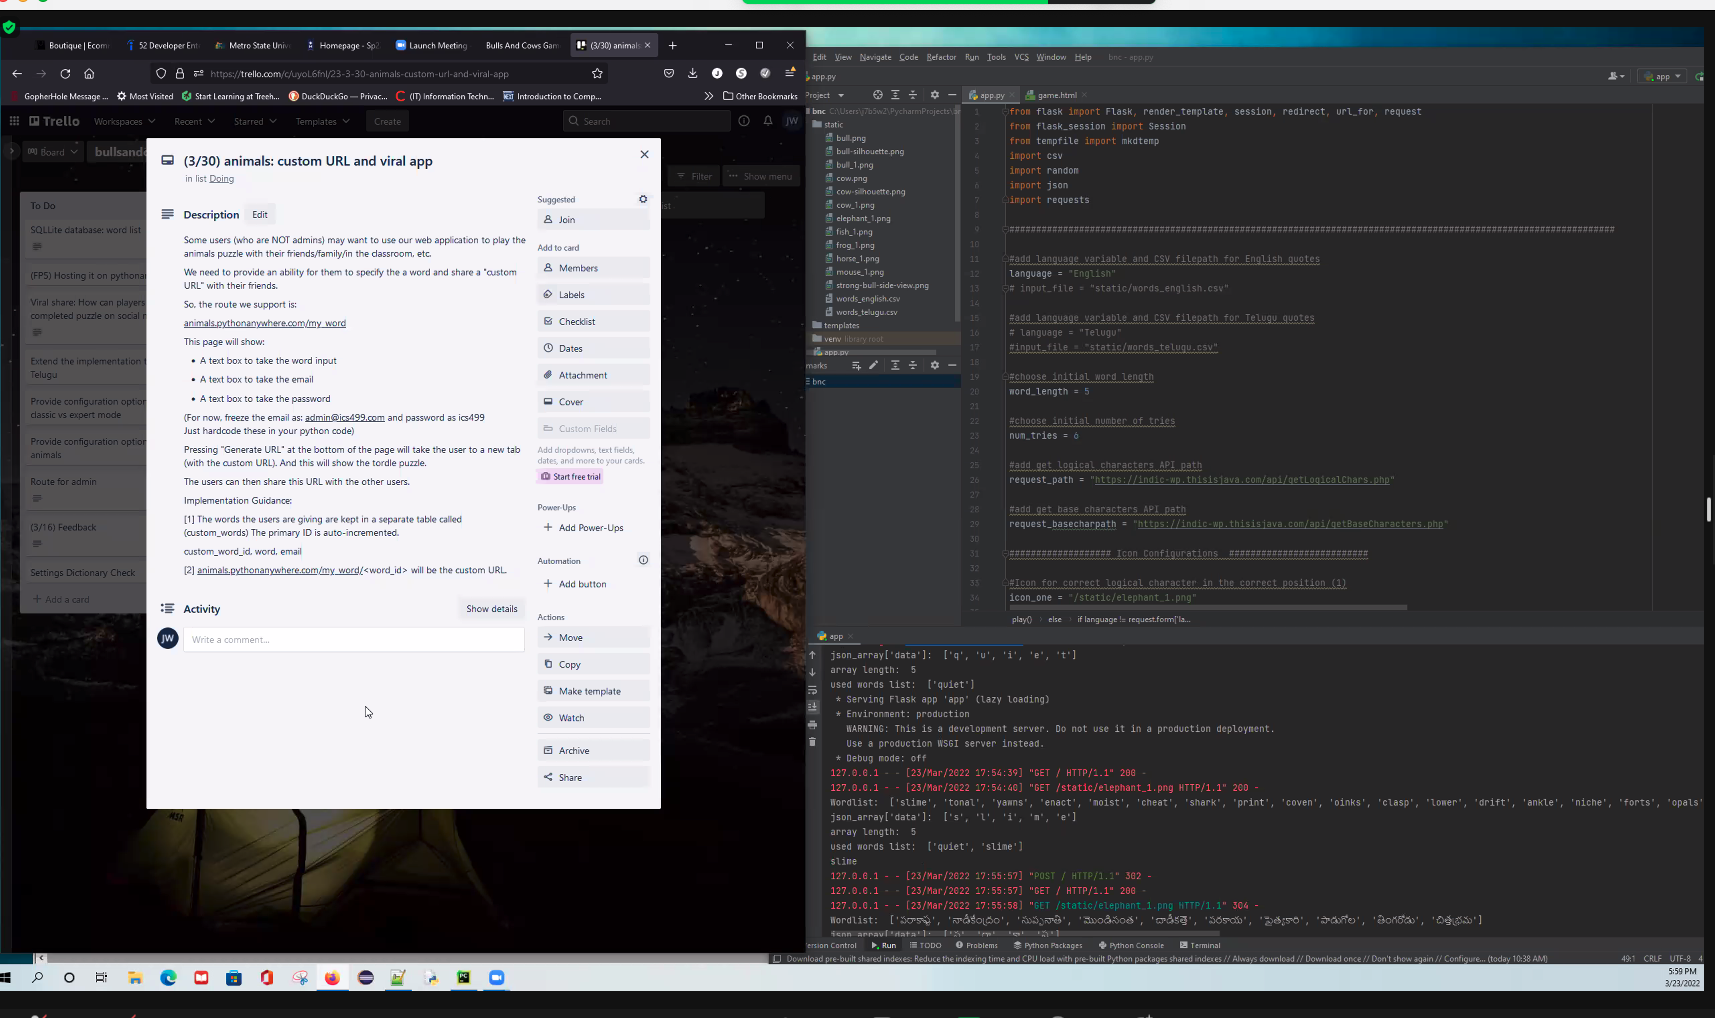 Boutique | Ecom
52 Developer Ent
Metro State Univ
Homepage - Sp2
Launch Meeting
Bulls And Cows Gam
(3/30) animals
https://trello.com/c/uyoL6fnl/23-3-30-animals-custom-url-and-viral-app
GopherHole Message ...
Most Visited
Start Learning at Treeh...
DuckDuckGo — Privac...
(IT) Information Techn...
Introduction to Comp...
Other Bookmarks
Trello
Workspaces
Recent
Starred
Templates
Create
Search
JW
Board
bullsand
Filter
Show menu
To Do
SQLLite database: word list
(FPS) Hosting it on pythonan
Viral share: How can players
completed puzzle on social m
Extend the implementation t
Telugu
Provide configuration option
classic vs expert mode
Provide configuration option
animals
Route for admin
(3/16) Feedback
Settings Dictionary Check
+ Add a card
(3/30) animals: custom URL and viral app
in list Doing
Description
Edit
Some users (who are NOT admins) may want to use our web application to play the
animals puzzle with their friends/family/in the classroom, etc.
We need to provide an ability for them to specify the a word and share a "custom
URL" with their friends.
So, the route we support is:
animals.pythonanywhere.com/my_word
This page will show:
• A text box to take the word input
• A text box to take the email
• A text box to take the password
(For now, freeze the email as: admin@ics499.com and password as ics499
Just hardcode these in your python code)
Pressing "Generate URL" at the bottom of the page will take the user to a new tab
(with the custom URL). And this will show the tordle puzzle.
The users can then share this URL with the other users.
Implementation Guidance:
[1] The words the users are giving are kept in a separate table called
(custom_words) The primary ID is auto-incremented.
custom_word_id, word, email
[2] animals.pythonanywhere.com/my_word/<word_id> will be the custom URL.
Activity
Show details
JW
Write a comment...
Suggested
Join
Add to card
Members
Labels
Checklist
Dates
Attachment
Cover
Custom Fields
Add dropdowns, text fields,
dates, and more to your cards.
Start free trial
Power-Ups
+ Add Power-Ups
Automation
+ Add button
Actions
Move
Copy
Make template
Watch
Archive
Share
Edit View Navigate Code Refactor Run Tools VCS Window Help bnc - app.py
app.py
app
Project
bnc
static
bull.png
bull-silhouette.png
bull_1.png
cow.png
cow-silhouette.png
cow_1.png
elephant_1.png
fish_1.png
frog_1.png
horse_1.png
mouse_1.png
strong-bull-side-view.png
words_english.csv
words_telugu.csv
templates
venv library root
app.py
marks
bnc
app.py
game.html
1 from flask import Flask, render_template, session, redirect, url_for, request
2 from flask_session import Session
3 from tempfile import mkdtemp
4 import csv
5 import random
6 import json
7 import requests
11 #add language variable and CSV filepath for English quotes
12 language = "English"
13 # input_file = "static/words_english.csv"
15 #add language variable and CSV filepath for Telugu quotes
16 # language = "Telugu"
17 #input_file = "static/words_telugu.csv"
19 #choose initial word length
20 word_length = 5
22 #choose initial number of tries
23 num_tries = 6
25 #add get logical characters API path
26 request_path = "https://indic-wp.thisisjava.com/api/getLogicalChars.php"
28 #add get base characters API path
29 request_basecharpath = "https://indic-wp.thisisjava.com/api/getBaseCharacters.php"
31 ################### Icon Configurations ##########################
33 #Icon for correct logical character in the correct position (1)
34 icon_one = "/static/elephant_1.png"
play() > else > if language != request.form['la...
app
json_array['data']: ['q', 'u', 'i', 'e', 't']
array length: 5
used words list: ['quiet']
* Serving Flask app 'app' (lazy loading)
* Environment: production
WARNING: This is a development server. Do not use it in a production deployment.
Use a production WSGI server instead.
* Debug mode: off
127.0.0.1 - - [23/Mar/2022 17:54:39] "GET / HTTP/1.1" 200 -
127.0.0.1 - - [23/Mar/2022 17:54:40] "GET /static/elephant_1.png HTTP/1.1" 200 -
Wordlist: ['slime', 'tonal', 'yawns', 'enact', 'moist', 'cheat', 'shark', 'print', 'coven', 'oinks', 'clasp', 'lower', 'drift', 'ankle', 'niche', 'forts', 'opals'
json_array['data']: ['s', 'l', 'i', 'm', 'e']
array length: 5
used words list: ['quiet', 'slime']
slime
127.0.0.1 - - [23/Mar/2022 17:55:57] "POST / HTTP/1.1" 302 -
127.0.0.1 - - [23/Mar/2022 17:55:57] "GET / HTTP/1.1" 200 -
127.0.0.1 - - [23/Mar/2022 17:55:58] "GET /static/elephant_1.png HTTP/1.1" 304 -
Wordlist: ['పరాకాష్ఠ', 'నాడీకేంద్రం', 'సుప్తనాతి', 'మొండినంత', 'పరకాయ', 'పాడుగోల', 'తింగరోడు', 'చిత్తభ్రమ']
Version Control
Run
TODO
Problems
Python Packages
Python Console
Terminal
Download pre-built shared indexes: Reduce the indexing time and CPU load with pre-built Python packages shared indexes // Always download // Download once // Don't show again // Configure... (today 10:38 AM)
49:1 CRLF UTF-8 4
5:59 PM
3/23/2022